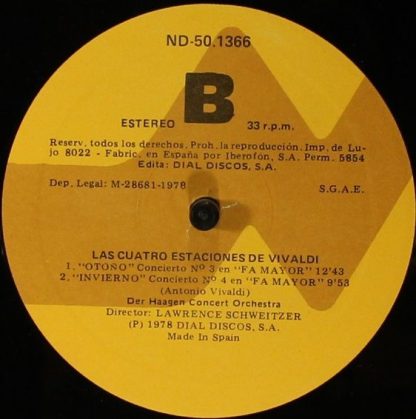 ND-50.1366
B
ESTEREO 33 r.p.m.
Reserv. todos los derechos. Proh. la reproducción. Imp. de Lu-
jo 8022 - Fabric. en España por Iberofón, S.A. Perm. 5854
Edita: DIAL DISCOS, S.A.
Dep. Legal: M-28681-1978 S.G.A.E.
LAS CUATRO ESTACIONES DE VIVALDI
1. "OTOÑO" Concierto Nº 3 en "FA MAYOR" 12'43
2. "INVIERNO" Concierto Nº 4 en "FA MAYOR" 9'53
(Antonio Vivaldi)
Der Haagen Concert Orchestra
Director: LAWRENCE SCHWEITZER
(P) 1978 DIAL DISCOS, S.A.
Made in Spain